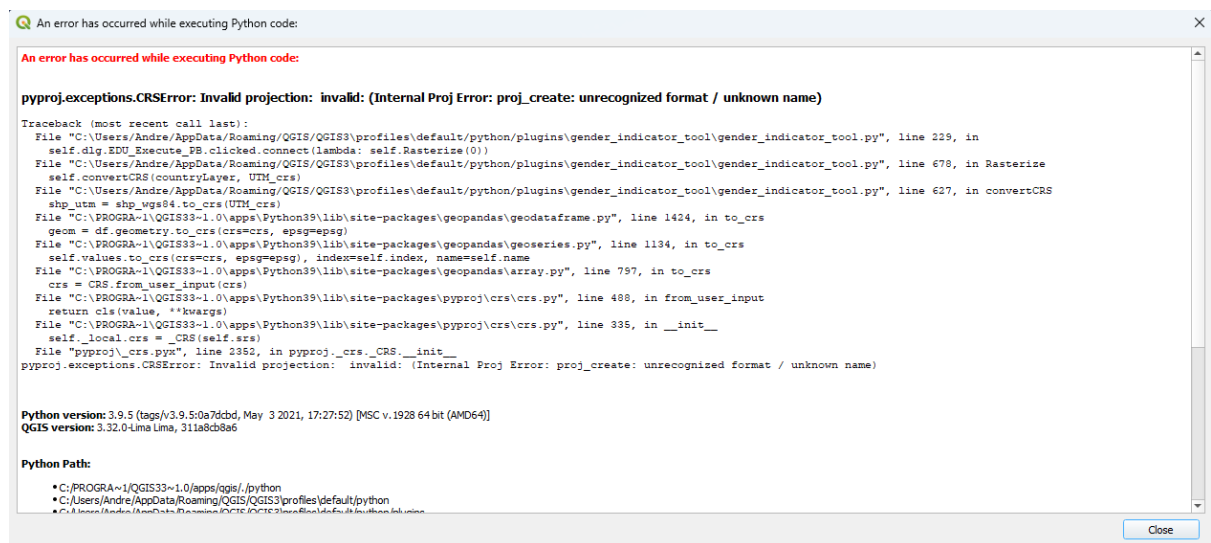 An error has occurred while executing Python code:
An error has occurred while executing Python code:
pyproj.exceptions.CRSError: Invalid projection:  invalid: (Internal Proj Error: proj_create: unrecognized format / unknown name)
Traceback (most recent call last):
  File "C:\Users/Andre/AppData/Roaming/QGIS/QGIS3\profiles\default/python/plugins\gender_indicator_tool\gender_indicator_tool.py", line 229, in
    self.dlg.EDU_Execute_PB.clicked.connect(lambda: self.Rasterize(0))
  File "C:\Users/Andre/AppData/Roaming/QGIS/QGIS3\profiles\default/python/plugins\gender_indicator_tool\gender_indicator_tool.py", line 678, in Rasterize
    self.convertCRS(countryLayer, UTM_crs)
  File "C:\Users/Andre/AppData/Roaming/QGIS/QGIS3\profiles\default/python/plugins\gender_indicator_tool\gender_indicator_tool.py", line 627, in convertCRS
    shp_utm = shp_wgs84.to_crs(UTM_crs)
  File "C:\PROGRA~1\QGIS33~1.0\apps\Python39\lib\site-packages\geopandas\geodataframe.py", line 1424, in to_crs
    geom = df.geometry.to_crs(crs=crs, epsg=epsg)
  File "C:\PROGRA~1\QGIS33~1.0\apps\Python39\lib\site-packages\geopandas\geoseries.py", line 1134, in to_crs
    self.values.to_crs(crs=crs, epsg=epsg), index=self.index, name=self.name
  File "C:\PROGRA~1\QGIS33~1.0\apps\Python39\lib\site-packages\geopandas\array.py", line 797, in to_crs
    crs = CRS.from_user_input(crs)
  File "C:\PROGRA~1\QGIS33~1.0\apps\Python39\lib\site-packages\pyproj\crs\crs.py", line 488, in from_user_input
    return cls(value, **kwargs)
  File "C:\PROGRA~1\QGIS33~1.0\apps\Python39\lib\site-packages\pyproj\crs\crs.py", line 335, in __init__
    self._local.crs = _CRS(self.srs)
  File "pyproj\_crs.pyx", line 2352, in pyproj._crs._CRS.__init__
pyproj.exceptions.CRSError: Invalid projection:  invalid: (Internal Proj Error: proj_create: unrecognized format / unknown name)
Python version: 3.9.5 (tags/v3.9.5:0a7dcbd, May 3 2021, 17:27:52) [MSC v.1928 64 bit (AMD64)]
QGIS version: 3.32.0-Lima Lima, 311a8cb8a6
Python Path:
• C:/PROGRA~1/QGIS33~1.0/apps/qgis/./python
• C:/Users/Andre/AppData/Roaming/QGIS/QGIS3\profiles\default/python
• C:/Users/Andre/AppData/Roaming/QGIS/QGIS3\profiles\default/python/plugins
Close